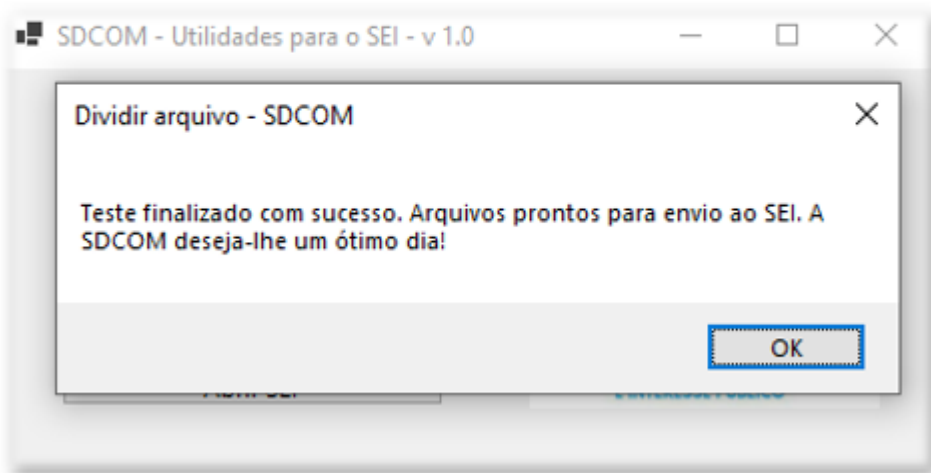 SDCOM - Utilidades para o SEI - v 1.0
Dividir arquivo - SDCOM
Teste finalizado com sucesso. Arquivos prontos para envio ao SEI. A
SDCOM deseja-lhe um ótimo dia!
OK